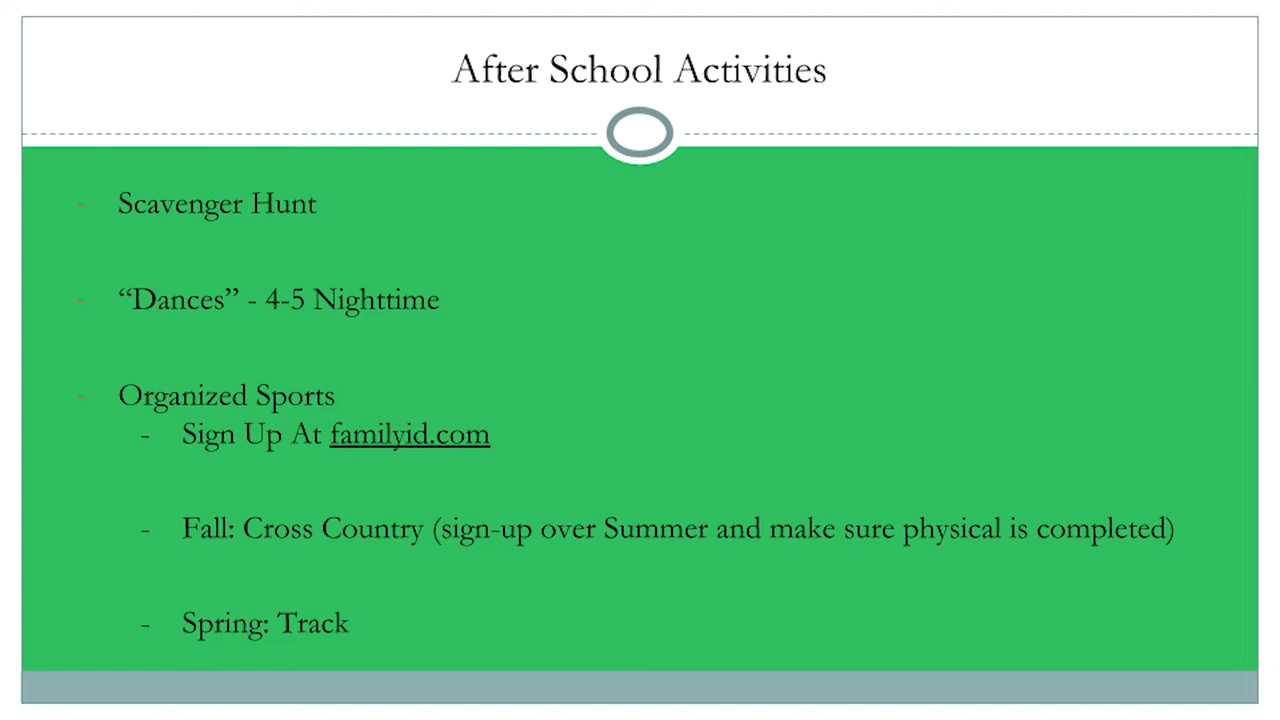 After School Activities
- Scavenger Hunt
- “Dances” - 4-5 Nighttime
- Organized Sports
- Sign Up At familyid.com
- Fall: Cross Country (sign-up over Summer and make sure physical is completed)
- Spring: Track